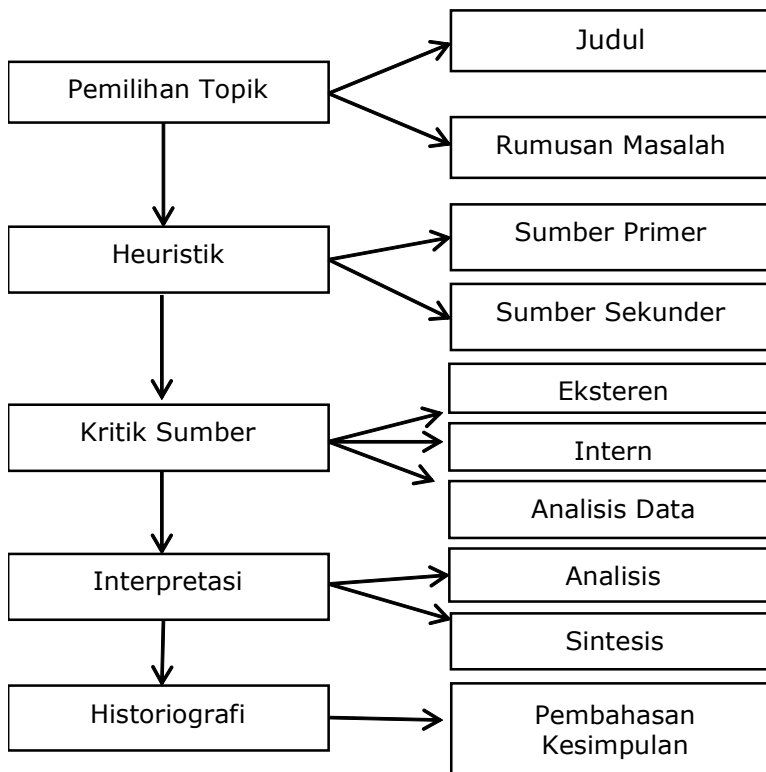 Judul
Pemilihan Topik
Rumusan Masalah
Sumber Primer
Heuristik
Sumber Sekunder
Eksteren
Kritik Sumber
Intern
Analisis Data
Interpretasi
Analisis
Sintesis
Historiografi
Pembahasan
Kesimpulan